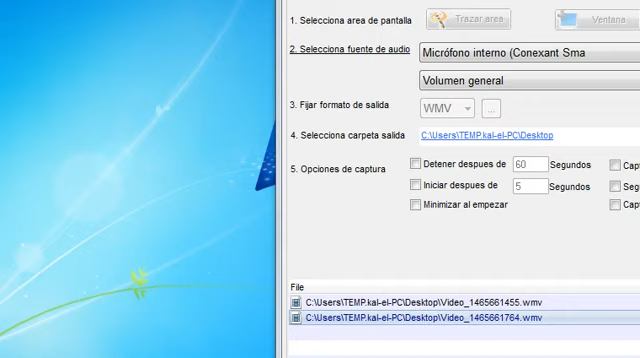 1. Selecciona area de pantalla
Trazar area
Ventana
2. Selecciona fuente de audio
Micrófono interno (Conexant Sma
Volumen general
3. Fijar formato de salida
WMV
...
4. Selecciona carpeta salida
C:\Users\TEMP.kal-el-PC\Desktop
5. Opciones de captura
Detener despues de 60 Segundos
Capt
Iniciar despues de 5 Segundos
Seg
Minimizar al empezar
Capt
File
C:\Users\TEMP.kal-el-PC\Desktop\Video_1465661455.wmv
C:\Users\TEMP.kal-el-PC\Desktop\Video_1465661764.wmv